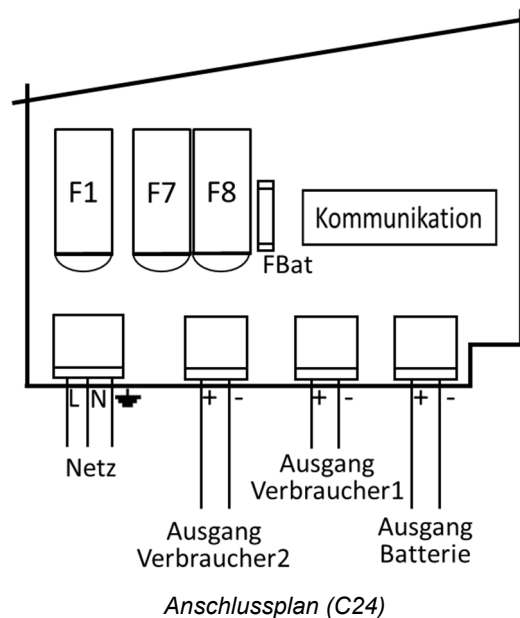 F1
F7
F8
FBat
Kommunikation
L N
+ -
+ -
+ -
Netz
Ausgang
Verbraucher2
Ausgang
Verbraucher1
Ausgang
Batterie
Anschlussplan (C24)